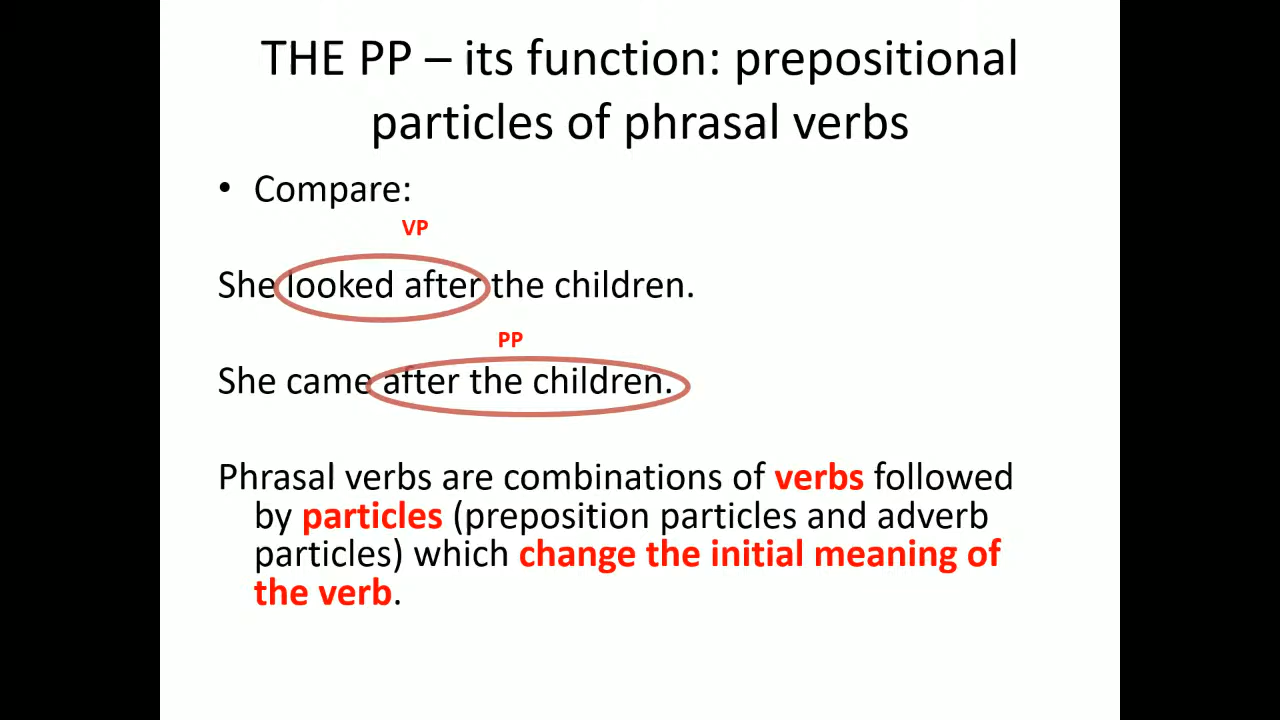 THE PP – its function: prepositional
particles of phrasal verbs
• Compare:
VP
She looked after the children.
PP
She came after the children.
Phrasal verbs are combinations of verbs followed
by particles (preposition particles and adverb
particles) which change the initial meaning of
the verb.